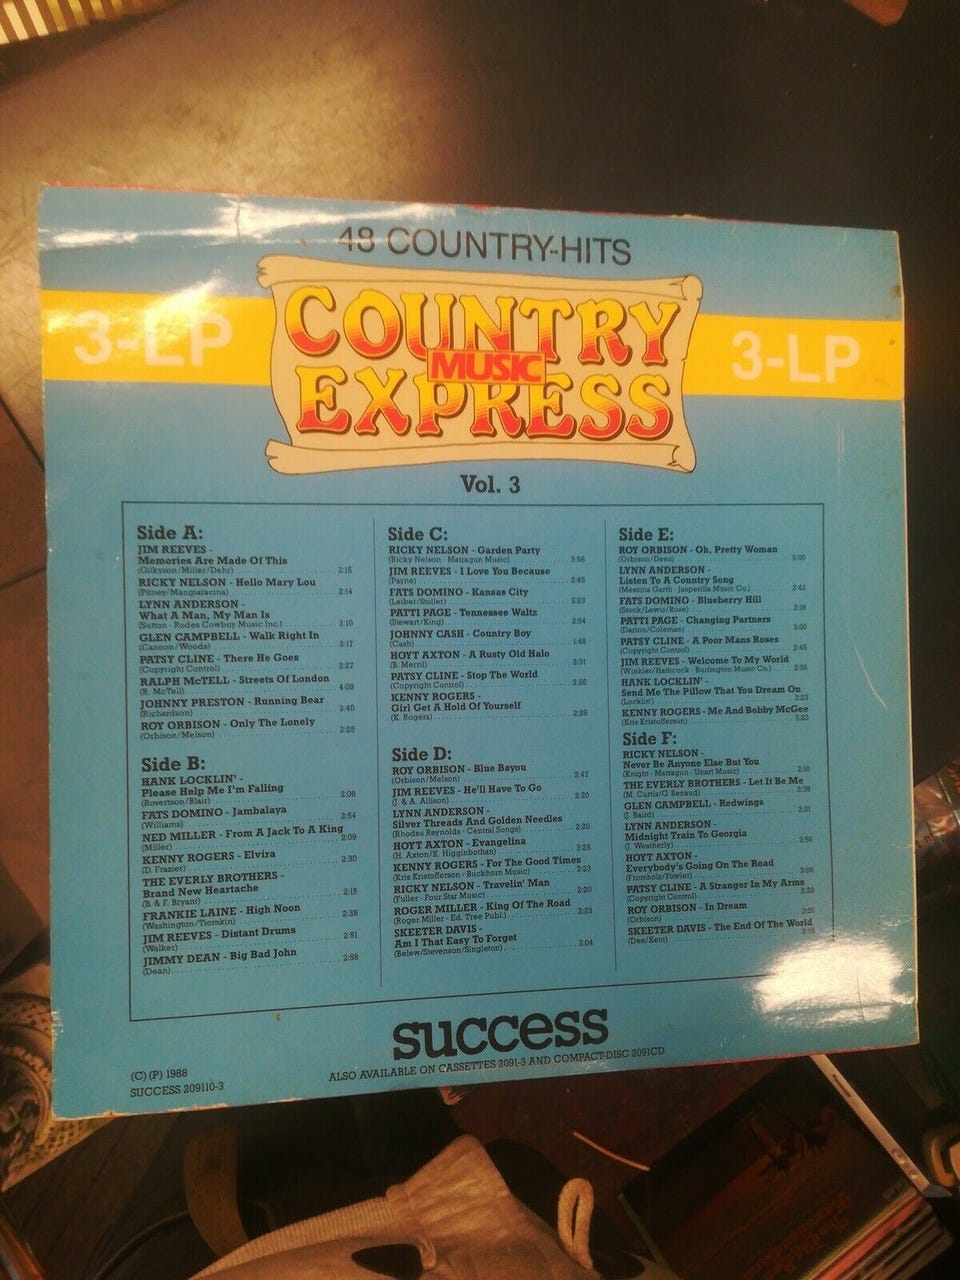 48 COUNTRY-HITS
3-LP
COUNTRY
MUSIC
EXPRESS
3-LP
Vol. 3
Side A:
JIM REEVES -
Memories Are Made Of This
(Gilkyson/Miller/Dehr) 2:15
RICKY NELSON - Hello Mary Lou
(Pitney/Mangiaracina) 2:14
LYNN ANDERSON -
What A Man, My Man Is
(Sutton - Rodeo Cowboy Music Inc.) 2:10
GLEN CAMPBELL - Walk Right In
(Cannon/Woods) 2:17
PATSY CLINE - There He Goes
(Copyright Control) 2:27
RALPH McTELL - Streets Of London
(R. McTell) 4:09
JOHNNY PRESTON - Running Bear
(Richardson) 2:40
ROY ORBISON - Only The Lonely
(Orbison/Melson) 2:25
Side B:
HANK LOCKLIN' -
Please Help Me I'm Falling
(Rovertson/Blair) 2:08
FATS DOMINO - Jambalaya
(Williams) 2:54
NED MILLER - From A Jack To A King
(Miller) 2:09
KENNY ROGERS - Elvira
(D. Frazier) 2:30
THE EVERLY BROTHERS -
Brand New Heartache
(B. & F. Bryant) 2:15
FRANKIE LAINE - High Noon
(Washington/Tiomkin) 2:38
JIM REEVES - Distant Drums
(Walker) 2:51
JIMMY DEAN - Big Bad John
(Dean) 2:58
Side C:
RICKY NELSON - Garden Party
(Ricky Nelson - Matragun Music) 3:56
JIM REEVES - I Love You Because
(Payne) 2:45
FATS DOMINO - Kansas City
(Leiber/Stoller) 2:23
PATTI PAGE - Tennessee Waltz
(Stewart/King) 2:54
JOHNNY CASH - Country Boy
(Cash) 1:48
HOYT AXTON - A Rusty Old Halo
(B. Merrill) 3:31
PATSY CLINE - Stop The World
(Copyright Control) 2:26
KENNY ROGERS -
Girl Get A Hold Of Yourself
(K. Rogers) 2:28
Side D:
ROY ORBISON - Blue Bayou
(Orbison/Melson) 2:47
JIM REEVES - He'll Have To Go
(J. & A. Allison) 2:20
LYNN ANDERSON -
Silver Threads And Golden Needles
(Rhodes Reynolds - Central Songs) 2:20
HOYT AXTON - Evangelina
(H. Axton/K. Higginbothan) 3:25
KENNY ROGERS - For The Good Times
(Kris Kristofferson - Buckhorn Music) 3:23
RICKY NELSON - Travelin' Man
(Fuller - Four Star Music) 2:20
ROGER MILLER - King Of The Road
(Roger Miller - Ed. Tree Publ.) 2:23
SKEETER DAVIS -
Am I That Easy To Forget
(Belew/Stevenson/Singleton) 2:04
Side E:
ROY ORBISON - Oh, Pretty Woman
(Orbison/Dees) 3:00
LYNN ANDERSON -
Listen To A Country Song
(Messina Garth - Jasperilla Music Co.) 2:42
FATS DOMINO - Blueberry Hill
(Stock/Lewis/Rose) 2:18
PATTI PAGE - Changing Partners
(Darion/Coleman) 3:00
PATSY CLINE - A Poor Mans Roses
(Copyright Control) 2:45
JIM REEVES - Welcome To My World
(Winkler/Hathcock - Burlington Music Co.) 2:36
HANK LOCKLIN' -
Send Me The Pillow That You Dream On
(Locklin') 2:23
KENNY ROGERS - Me And Bobby McGee
(Kris Kristofferson) 3:22
Side F:
RICKY NELSON -
Never Be Anyone Else But You
(Knight - Matragun - Unart Music) 2:10
THE EVERLY BROTHERS - Let It Be Me
(M. Curtis/G. Becaud) 2:39
GLEN CAMPBELL - Redwings
(J. Baird) 2:21
LYNN ANDERSON -
Midnight Train To Georgia
(J. Weatherly) 3:56
HOYT AXTON -
Everybody's Going On The Road
(Fromholz/Fowler) 3:06
PATSY CLINE - A Stranger In My Arms
(Copyright Control) 2:20
ROY ORBISON - In Dream
(Orbison) 2:51
SKEETER DAVIS - The End Of The World
(Dee/Kent)
success
ALSO AVAILABLE ON CASSETTES 2091-3 AND COMPACT-DISC 2091CD
(C) (P) 1988
SUCCESS 209110-3